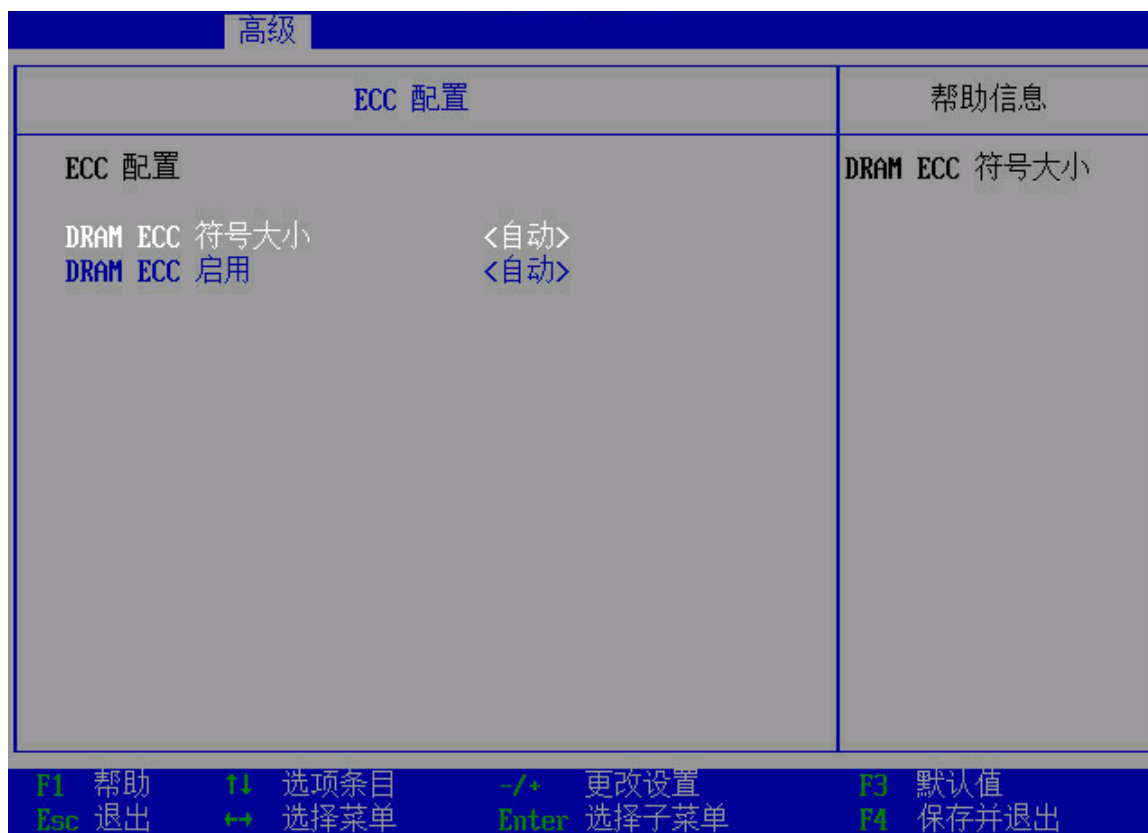 高级
ECC 配置
帮助信息
ECC 配置
DRAM ECC 符号大小
DRAM ECC 符号大小 <自动>
DRAM ECC 启用 <自动>
F1 帮助 ↑↓ 选项条目 -/+ 更改设置 F3 默认值
Esc 退出 ←→ 选择菜单 Enter 选择子菜单 F4 保存并退出